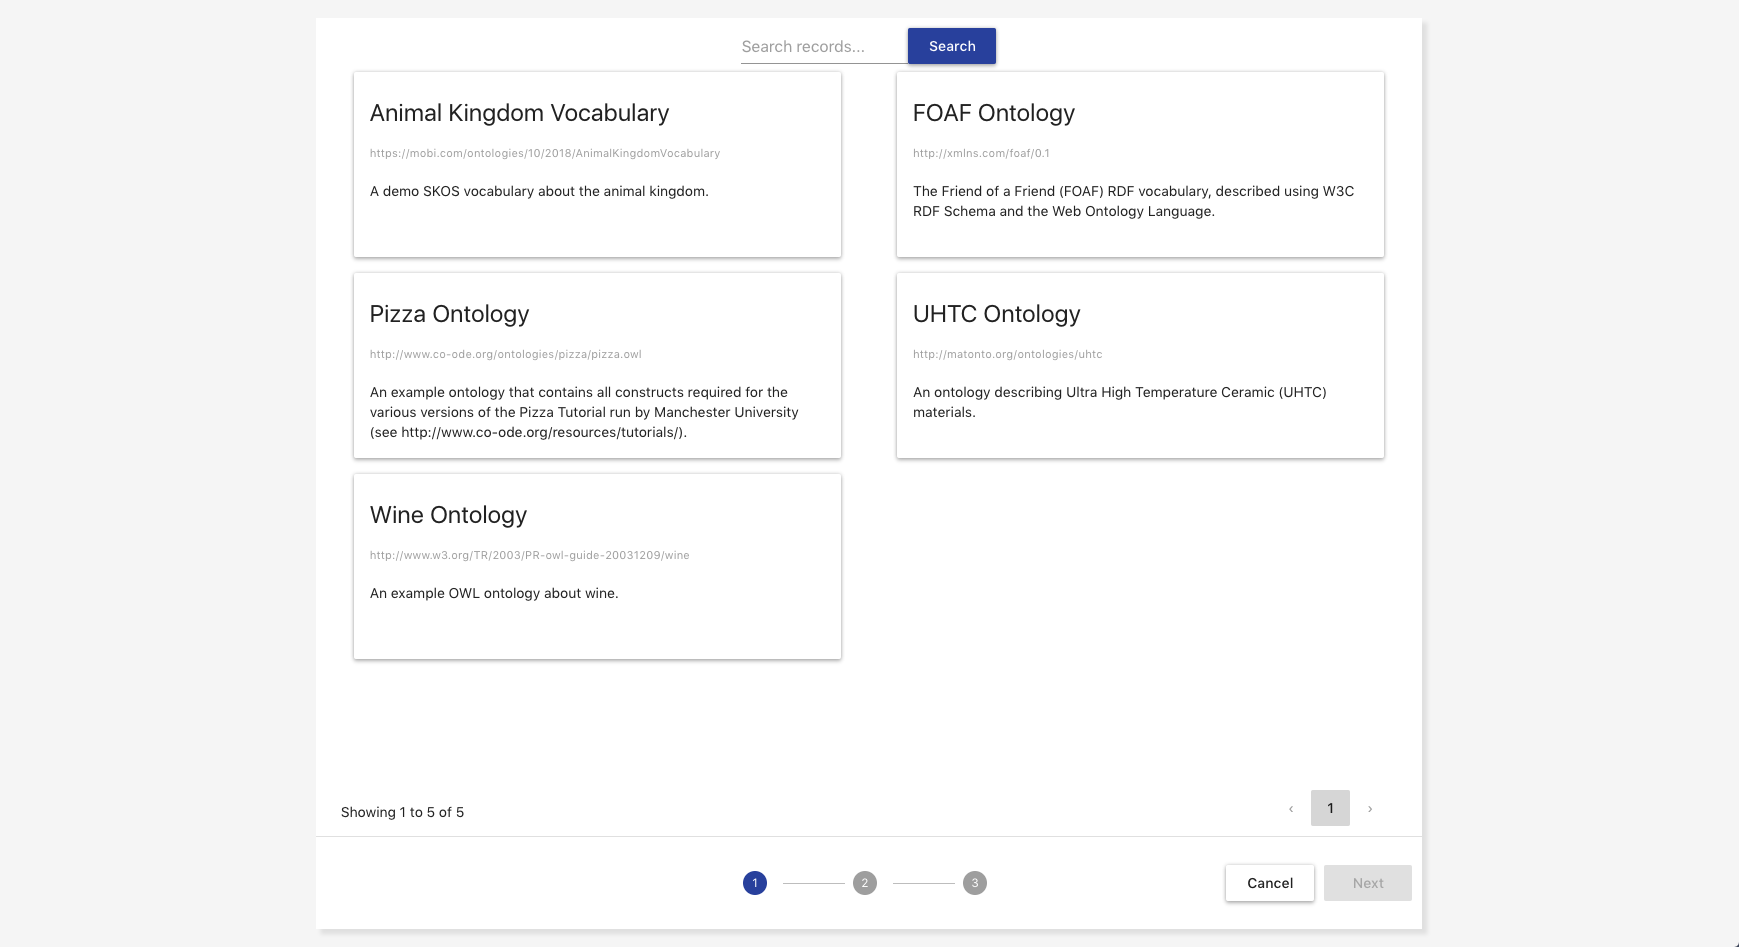 Search records...
Search
Animal Kingdom Vocabulary
https://mobi.com/ontologies/10/2018/AnimalKingdomVocabulary
A demo SKOS vocabulary about the animal kingdom.
FOAF Ontology
http://xmlns.com/foaf/0.1
The Friend of a Friend (FOAF) RDF vocabulary, described using W3C
RDF Schema and the Web Ontology Language.
Pizza Ontology
http://www.co-ode.org/ontologies/pizza/pizza.owl
An example ontology that contains all constructs required for the
various versions of the Pizza Tutorial run by Manchester University
(see http://www.co-ode.org/resources/tutorials/).
UHTC Ontology
http://matonto.org/ontologies/uhtc
An ontology describing Ultra High Temperature Ceramic (UHTC)
materials.
Wine Ontology
http://www.w3.org/TR/2003/PR-owl-guide-20031209/wine
An example OWL ontology about wine.
Showing 1 to 5 of 5
‹ 1 ›
1 2 3
Cancel
Next